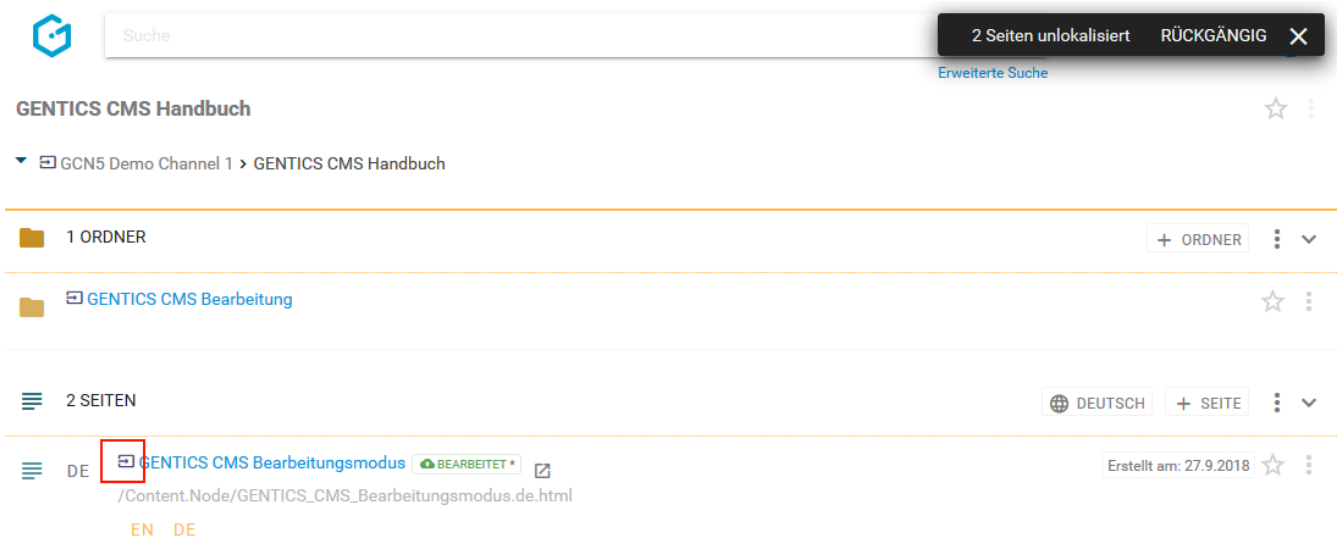 Suche
2 Seiten unlokalisiert RÜCKGÄNGIG
Erweiterte Suche
GENTICS CMS Handbuch
GCN5 Demo Channel 1 > GENTICS CMS Handbuch
1 ORDNER + ORDNER
GENTICS CMS Bearbeitung
2 SEITEN DEUTSCH + SEITE
DE GENTICS CMS Bearbeitungsmodus BEARBEITET * Erstellt am: 27.9.2018
/Content.Node/GENTICS_CMS_Bearbeitungsmodus.de.html
EN DE